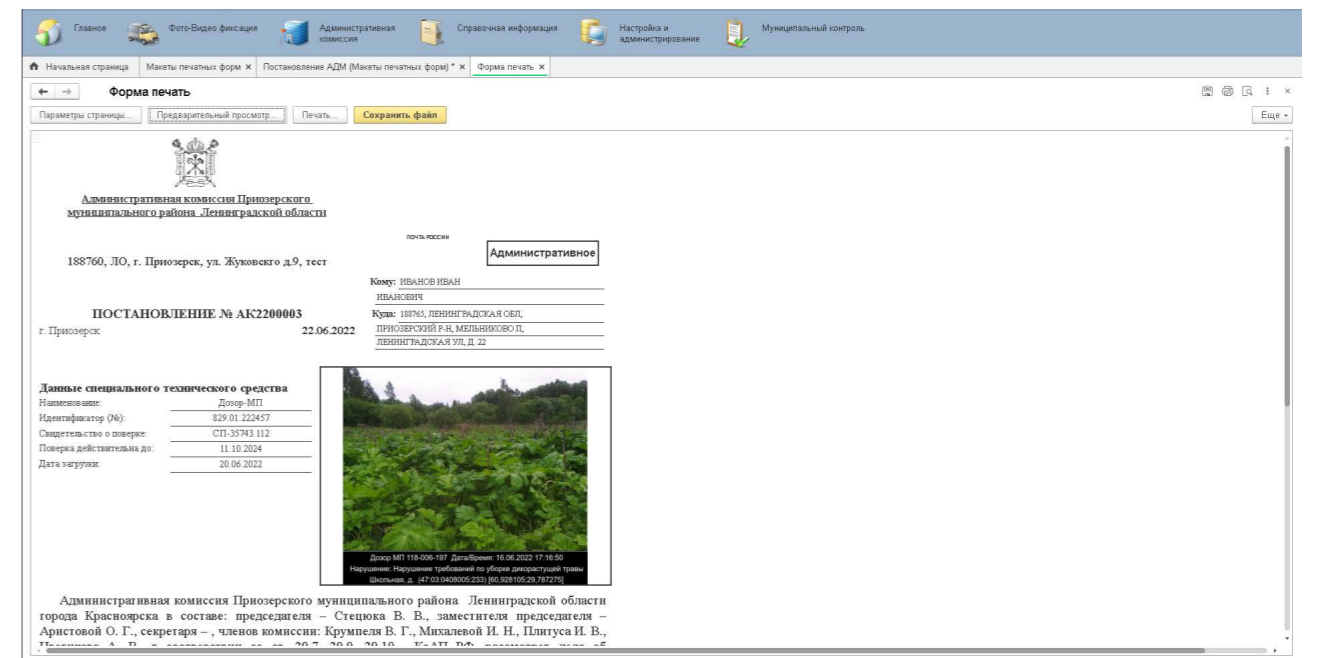 Главное
Фото-Видео фиксация
Административная
комиссия
Справочная информация
Настройка и
администрирование
Муниципальный контроль
Начальная страница
Макеты печатных форм ×
Постановление АДМ (Макеты печатных форм) * ×
Форма печать ×
Форма печать
Параметры страницы...
Предварительный просмотр...
Печать...
Сохранить файл
Еще
Административная комиссия Приозерского
муниципального района Ленинградской области
ПОЧТА РОССИИ
Административное
188760, ЛО, г. Приозерск, ул. Жуковскго д.9, тест
Кому: ИВАНОВ ИВАН
ИВАНОВИЧ
ПОСТАНОВЛЕНИЕ № АК2200003
Куда: 188765, ЛЕНИНГРАДСКАЯ ОБЛ,
г. Приозерск 22.06.2022
ПРИОЗЕРСКИЙ Р-Н, МЕЛЬНИКОВО П,
ЛЕНИНГРАДСКАЯ УЛ, Д. 22
Данные специального технического средства
Наименование: Дозор-МП
Идентификатор (№): 829.01.222457
Свидетельство о поверке: СП-35743.112
Поверка действительна до: 11.10.2024
Дата загрузки: 20.06.2022
Дозор МП 118-006-197 Дата/Время: 16.06.2022 17:16:50
Нарушение: Нарушение требований по уборке дикорастущей травы
Школьная, д. (47:03:0408005:233) [60,928105;29,787275]
Административная комиссия Приозерского муниципального района Ленинградской области
города Красноярска в составе: председателя – Стецюка В. В., заместителя председателя –
Аристовой О. Г., секретаря – , членов комиссии: Крумпеля В. Г., Михалевой И. Н., Плитуса И. В.,